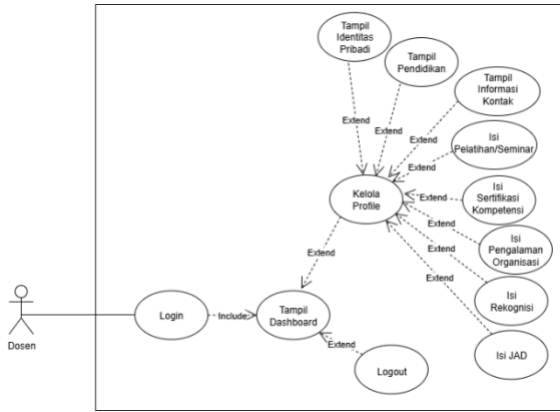 Tampil
Identitas
Pribadi
Tampil
Pendidikan
Tampil
Informasi
Kontak
Extend
Extend
Extend
Isi
Pelatihan/Seminar
Extend
Kelola
Profile
Isi
Sertifikasi
Kompetensi
Extend
Extend
Isi
Pengalaman
Organisasi
Extend
Extend
Extend
Isi
Rekognisi
Dosen
Login
Include
Tampil
Dashboard
Extend
Logout
Isi JAD